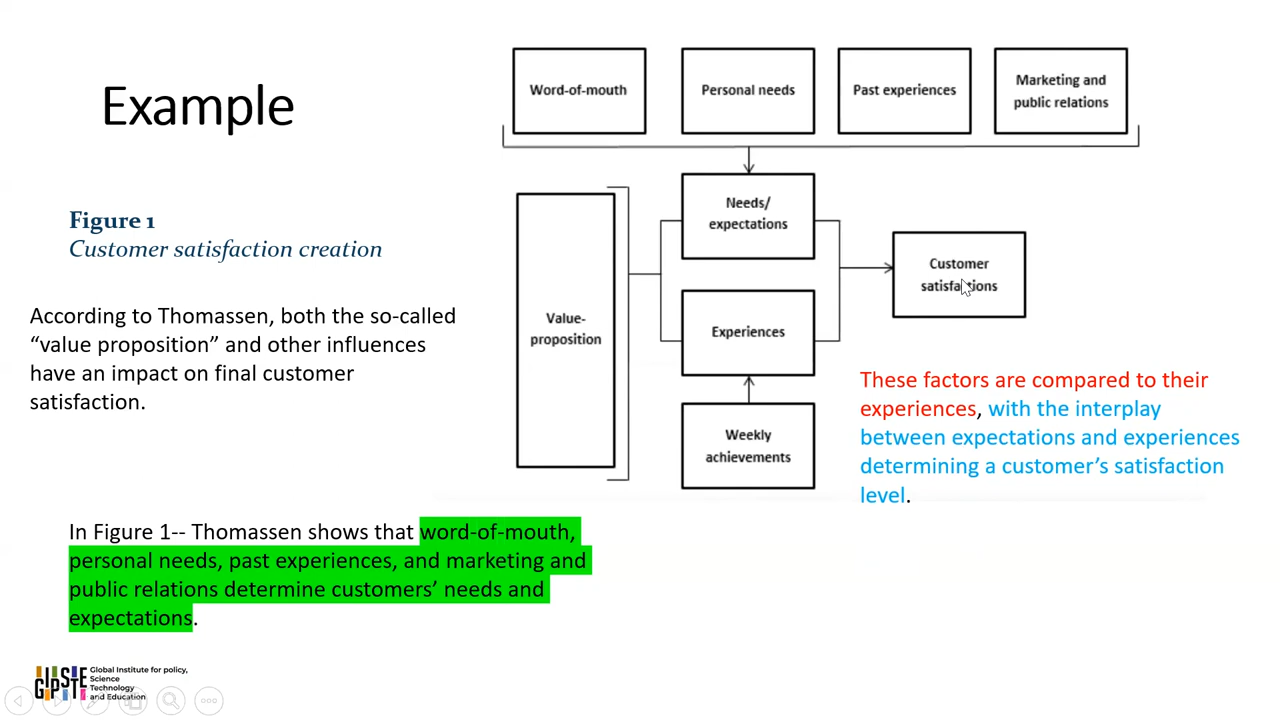 Example
Word-of-mouth
Personal needs
Past experiences
Marketing and
public relations
Needs/
expectations
Value-
proposition
Experiences
Customer
satisfactions
Weekly
achievements
Figure 1
Customer satisfaction creation
According to Thomassen, both the so-called
“value proposition” and other influences
have an impact on final customer
satisfaction.
These factors are compared to their
experiences, with the interplay
between expectations and experiences
determining a customer’s satisfaction
level.
In Figure 1-- Thomassen shows that word-of-mouth,
personal needs, past experiences, and marketing and
public relations determine customers’ needs and
expectations.
GIPSTE
Global Institute for policy,
Science
Technology
and Education